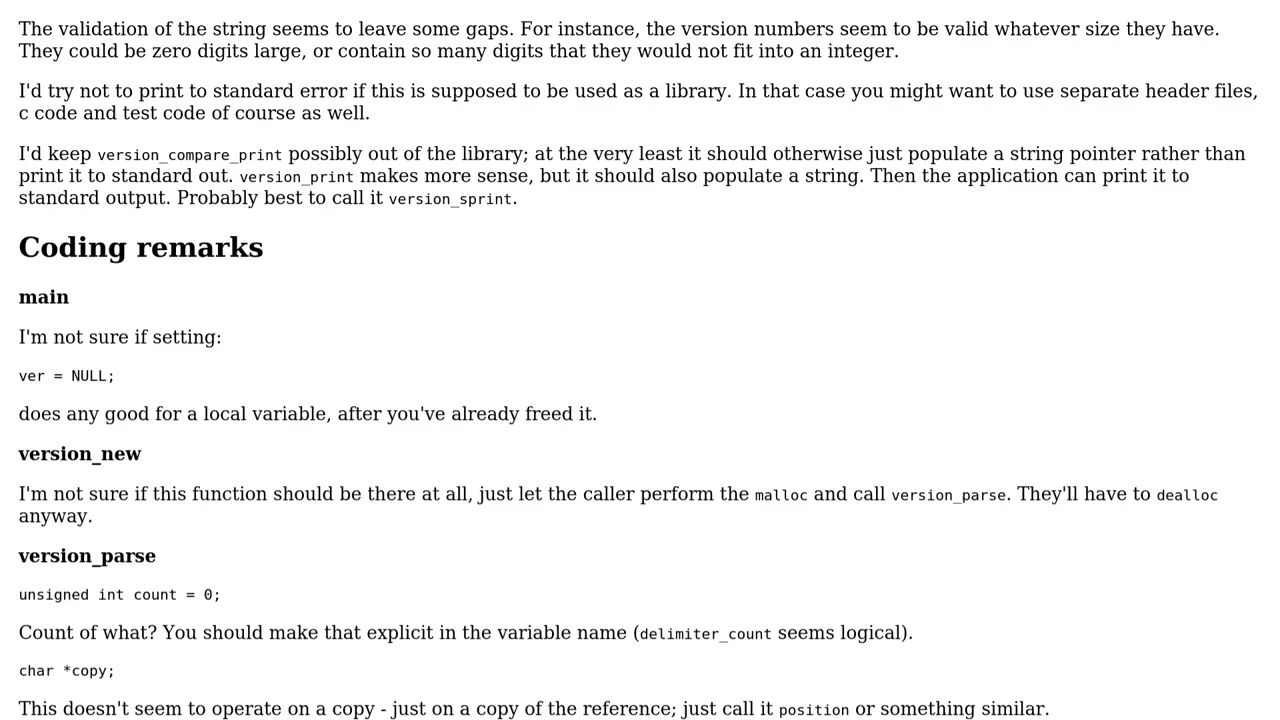 The validation of the string seems to leave some gaps. For instance, the version numbers seem to be valid whatever size they have.
They could be zero digits large, or contain so many digits that they would not fit into an integer.
I'd try not to print to standard error if this is supposed to be used as a library. In that case you might want to use separate header files,
c code and test code of course as well.
I'd keep version_compare_print possibly out of the library; at the very least it should otherwise just populate a string pointer rather than
print it to standard out. version_print makes more sense, but it should also populate a string. Then the application can print it to
standard output. Probably best to call it version_sprint.
Coding remarks
main
I'm not sure if setting:
ver = NULL;
does any good for a local variable, after you've already freed it.
version_new
I'm not sure if this function should be there at all, just let the caller perform the malloc and call version_parse. They'll have to dealloc
anyway.
version_parse
unsigned int count = 0;
Count of what? You should make that explicit in the variable name (delimiter_count seems logical).
char *copy;
This doesn't seem to operate on a copy - just on a copy of the reference; just call it position or something similar.